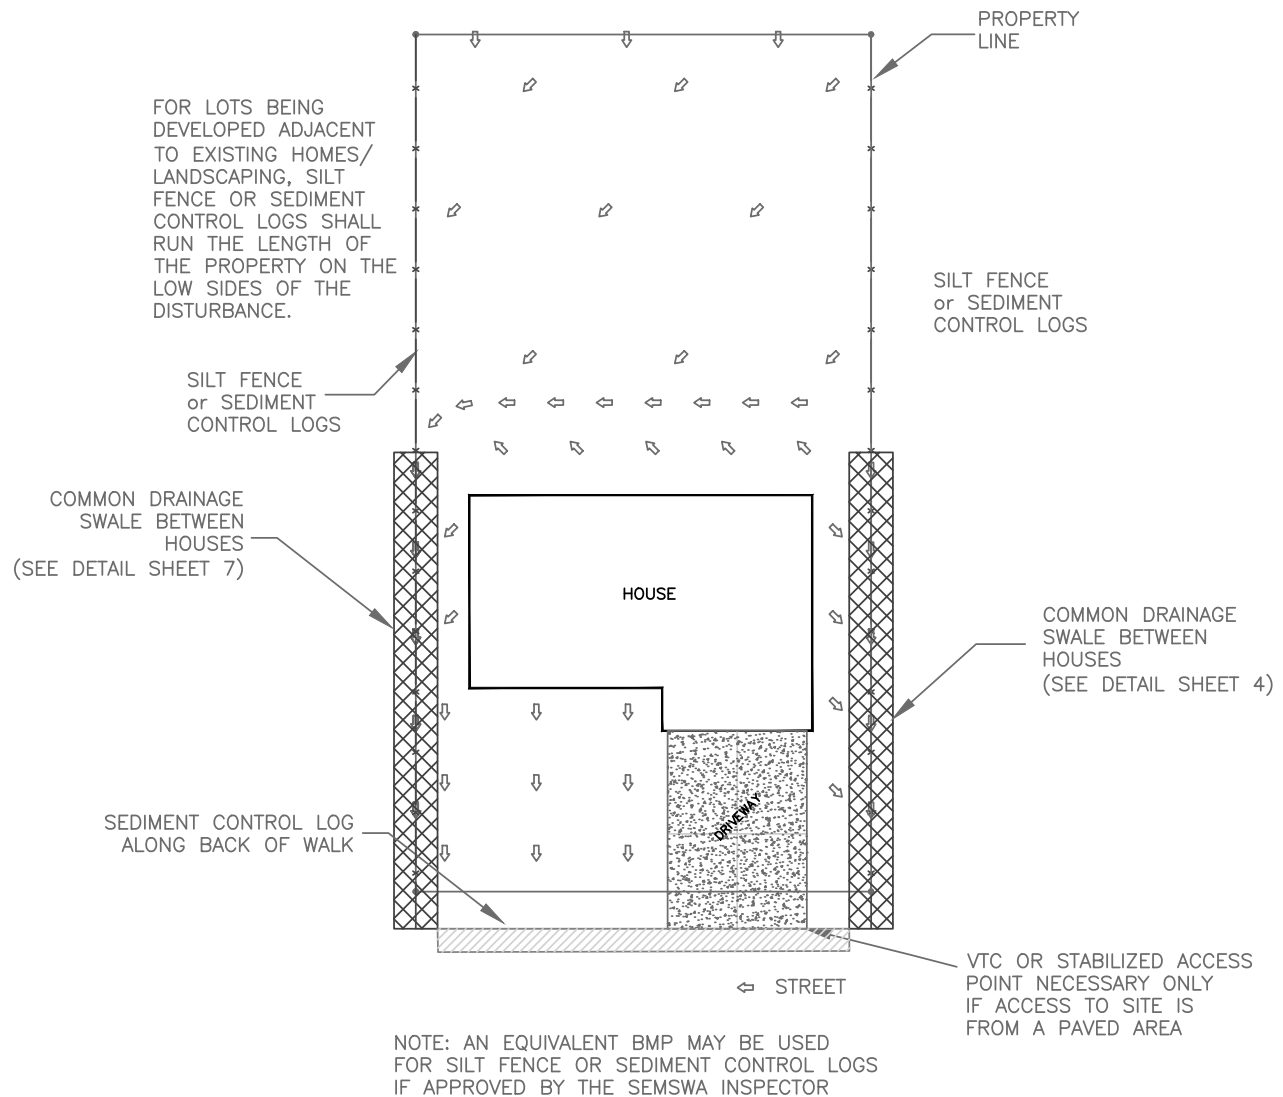 PROPERTY
LINE
FOR LOTS BEING
DEVELOPED ADJACENT
TO EXISTING HOMES/
LANDSCAPING, SILT
FENCE OR SEDIMENT
CONTROL LOGS SHALL
RUN THE LENGTH OF
THE PROPERTY ON THE
LOW SIDES OF THE
DISTURBANCE.
SILT FENCE
or SEDIMENT
CONTROL LOGS
SILT FENCE
or SEDIMENT
CONTROL LOGS
COMMON DRAINAGE
SWALE BETWEEN
HOUSES
(SEE DETAIL SHEET 7)
HOUSE
COMMON DRAINAGE
SWALE BETWEEN
HOUSES
(SEE DETAIL SHEET 4)
DRIVEWAY
SEDIMENT CONTROL LOG
ALONG BACK OF WALK
VTC OR STABILIZED ACCESS
POINT NECESSARY ONLY
IF ACCESS TO SITE IS
FROM A PAVED AREA
STREET
NOTE: AN EQUIVALENT BMP MAY BE USED
FOR SILT FENCE OR SEDIMENT CONTROL LOGS
IF APPROVED BY THE SEMSWA INSPECTOR